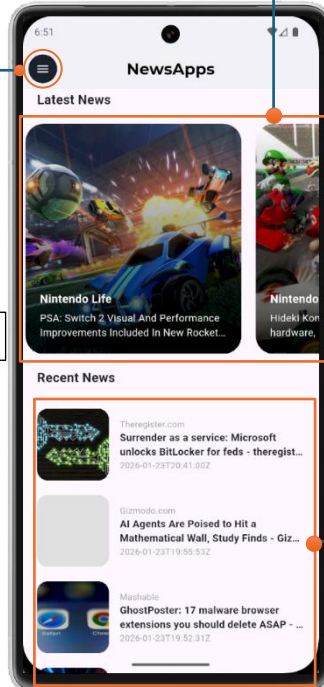 6:51
NewsApps
Latest News
Nintendo Life
PSA: Switch 2 Visual And Performance
Improvements Included In New Rocket...
Nintendo
Hideki Kon
hardware,
Recent News
Theregister.com
Surrender as a service: Microsoft
unlocks BitLocker for feds - theregist...
2026-01-23T20:41:00Z
Gizmodo.com
AI Agents Are Poised to Hit a
Mathematical Wall, Study Finds - Giz...
2026-01-23T19:55:53Z
Mashable
GhostPoster: 17 malware browser
extensions you should delete ASAP - ...
2026-01-23T19:52:31Z
Safari